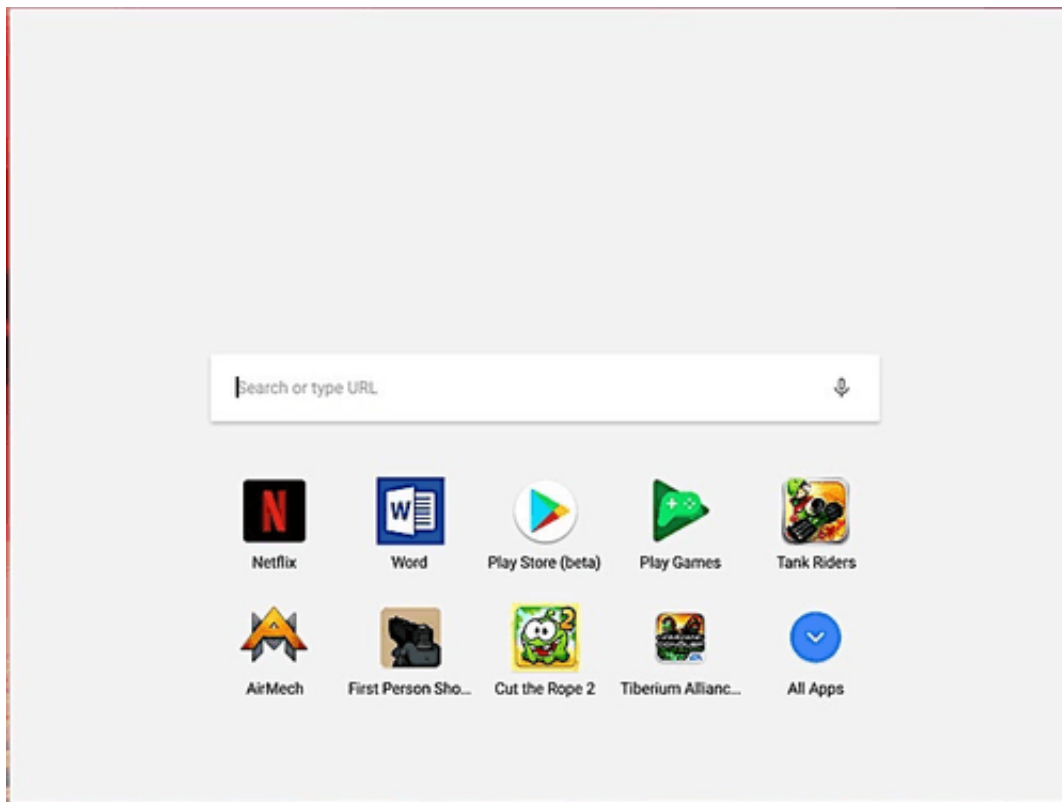 Search or type URL
N
W
2
Netflix
Word
Play Store (beta)
Play Games
Tank Riders
AirMech
First Person Sho...
Cut the Rope 2
Tiberium Allianc...
All Apps